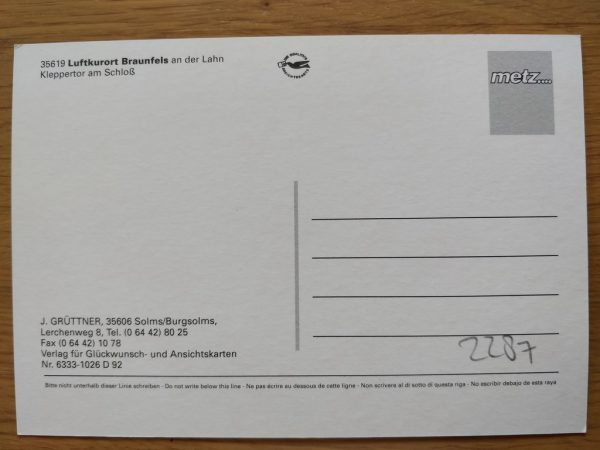 35619 Luftkurort Braunfels an der Lahn
Kleppertor am Schloß
metz....
J. GRÜTTNER, 35606 Solms/Burgsolms,
Lerchenweg 8, Tel. (0 64 42) 80 25
Fax (0 64 42) 10 78
Verlag für Glückwunsch- und Ansichtskarten
Nr. 6333-1026 D 92
2287
Bitte nicht unterhalb dieser Linie schreiben - Do not write below this line - Ne pas écrire au dessous de cette ligne - Non scrivera al di sotto di questa riga - No escribir debajo de esta raya